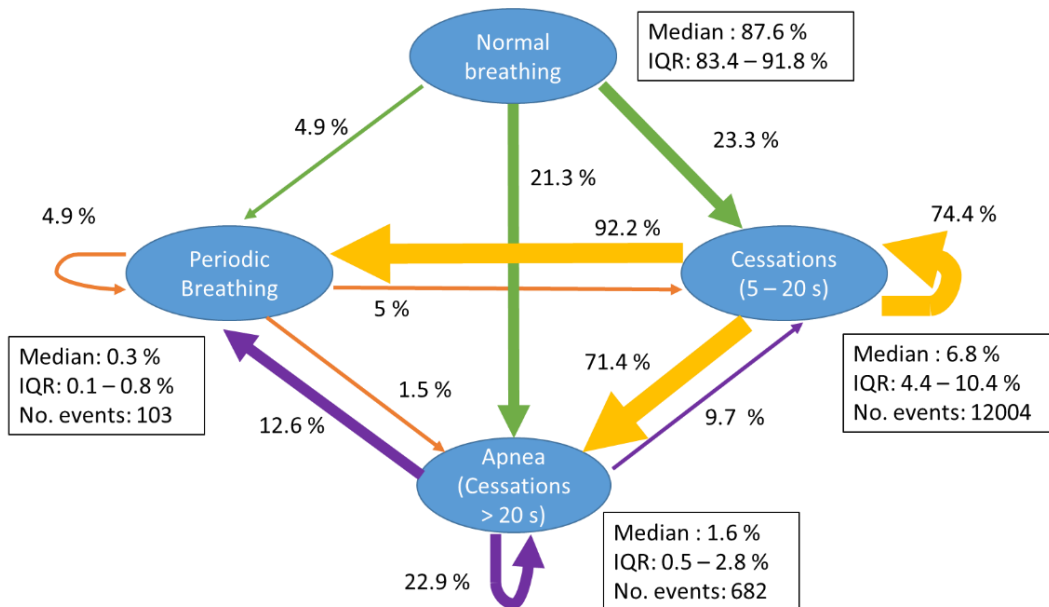 Normal
breathing
Median : 87.6 %
IQR: 83.4 – 91.8 %
4.9 %
23.3 %
21.3 %
4.9 %
92.2 %
74.4 %
Periodic
Breathing
Cessations
(5 – 20 s)
5 %
Median: 0.3 %
IQR: 0.1 – 0.8 %
No. events: 103
71.4 %
Median : 6.8 %
IQR: 4.4 – 10.4 %
No. events: 12004
1.5 %
12.6 %
9.7 %
Apnea
(Cessations
> 20 s)
Median : 1.6 %
IQR: 0.5 – 2.8 %
No. events: 682
22.9 %